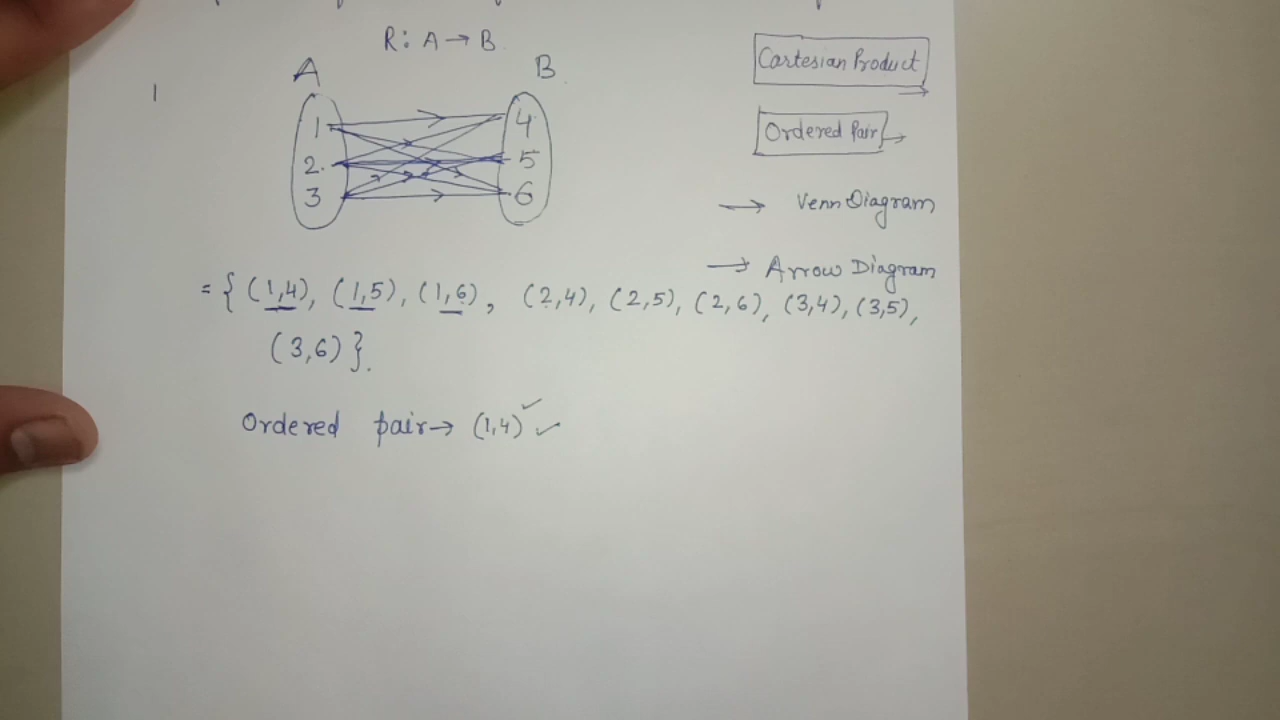 R: A → B
A
B
1
1
2.
3
4
5
6
Cartesian Product
→
Ordered Pair →
→ Venn Diagram
→ Arrow Diagram
= { (1,4), (1,5), (1,6), (2,4), (2,5), (2,6), (3,4), (3,5),
(3,6) }.
Ordered pair → (1,4) ✓ ✓